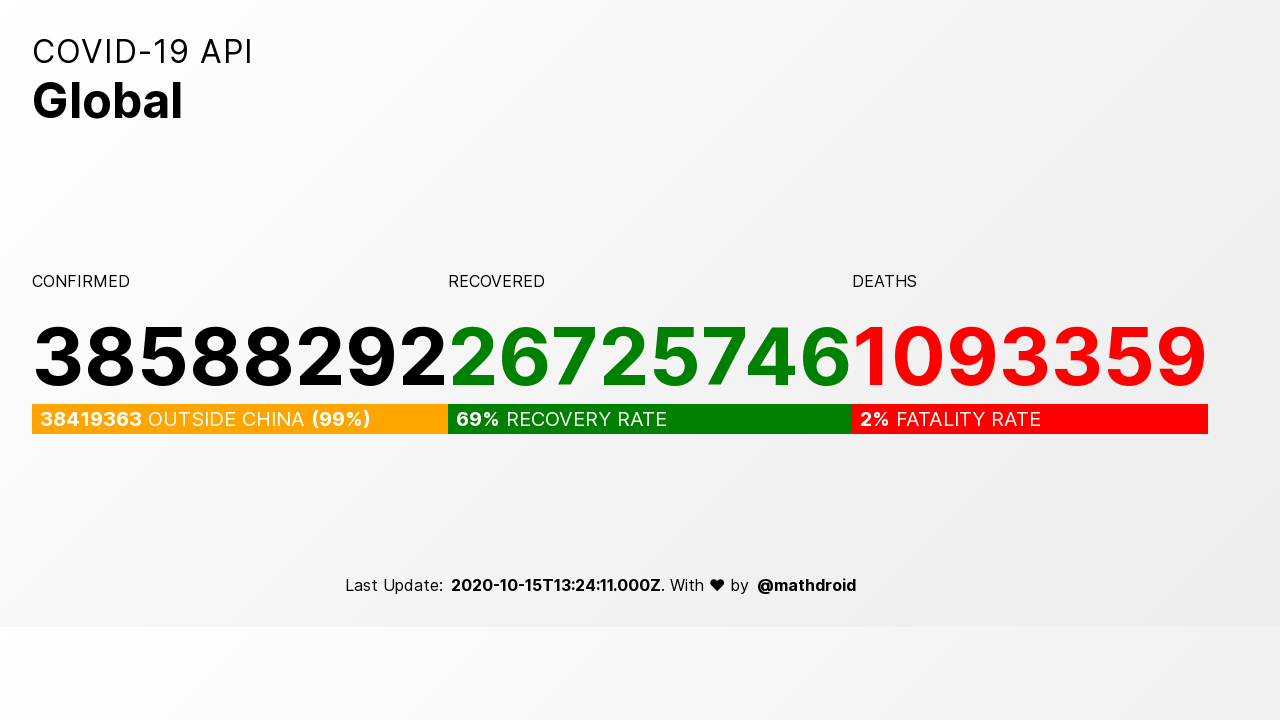 COVID-19 API
Global
CONFIRMED
38588292
38419363 OUTSIDE CHINA (99%)
RECOVERED
26725746
69% RECOVERY RATE
DEATHS
1093359
2% FATALITY RATE
Last Update: 2020-10-15T13:24:11.000Z. With ♥ by @mathdroid